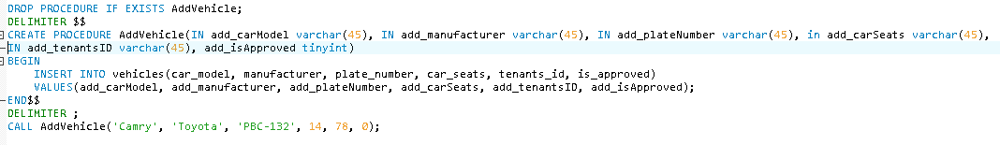 DROP PROCEDURE IF EXISTS AddVehicle;
DELIMITER $$
CREATE PROCEDURE AddVehicle(IN add_carModel varchar(45), IN add_manufacturer varchar(45), IN add_plateNumber varchar(45), in add_carSeats varchar(45),
IN add_tenantsID varchar(45), add_isApproved tinyint)
BEGIN
    INSERT INTO vehicles(car_model, manufacturer, plate_number, car_seats, tenants_id, is_approved)
    VALUES(add_carModel, add_manufacturer, add_plateNumber, add_carSeats, add_tenantsID, add_isApproved);
END$$
DELIMITER ;
CALL AddVehicle('Camry', 'Toyota', 'PBC-132', 14, 78, 0);